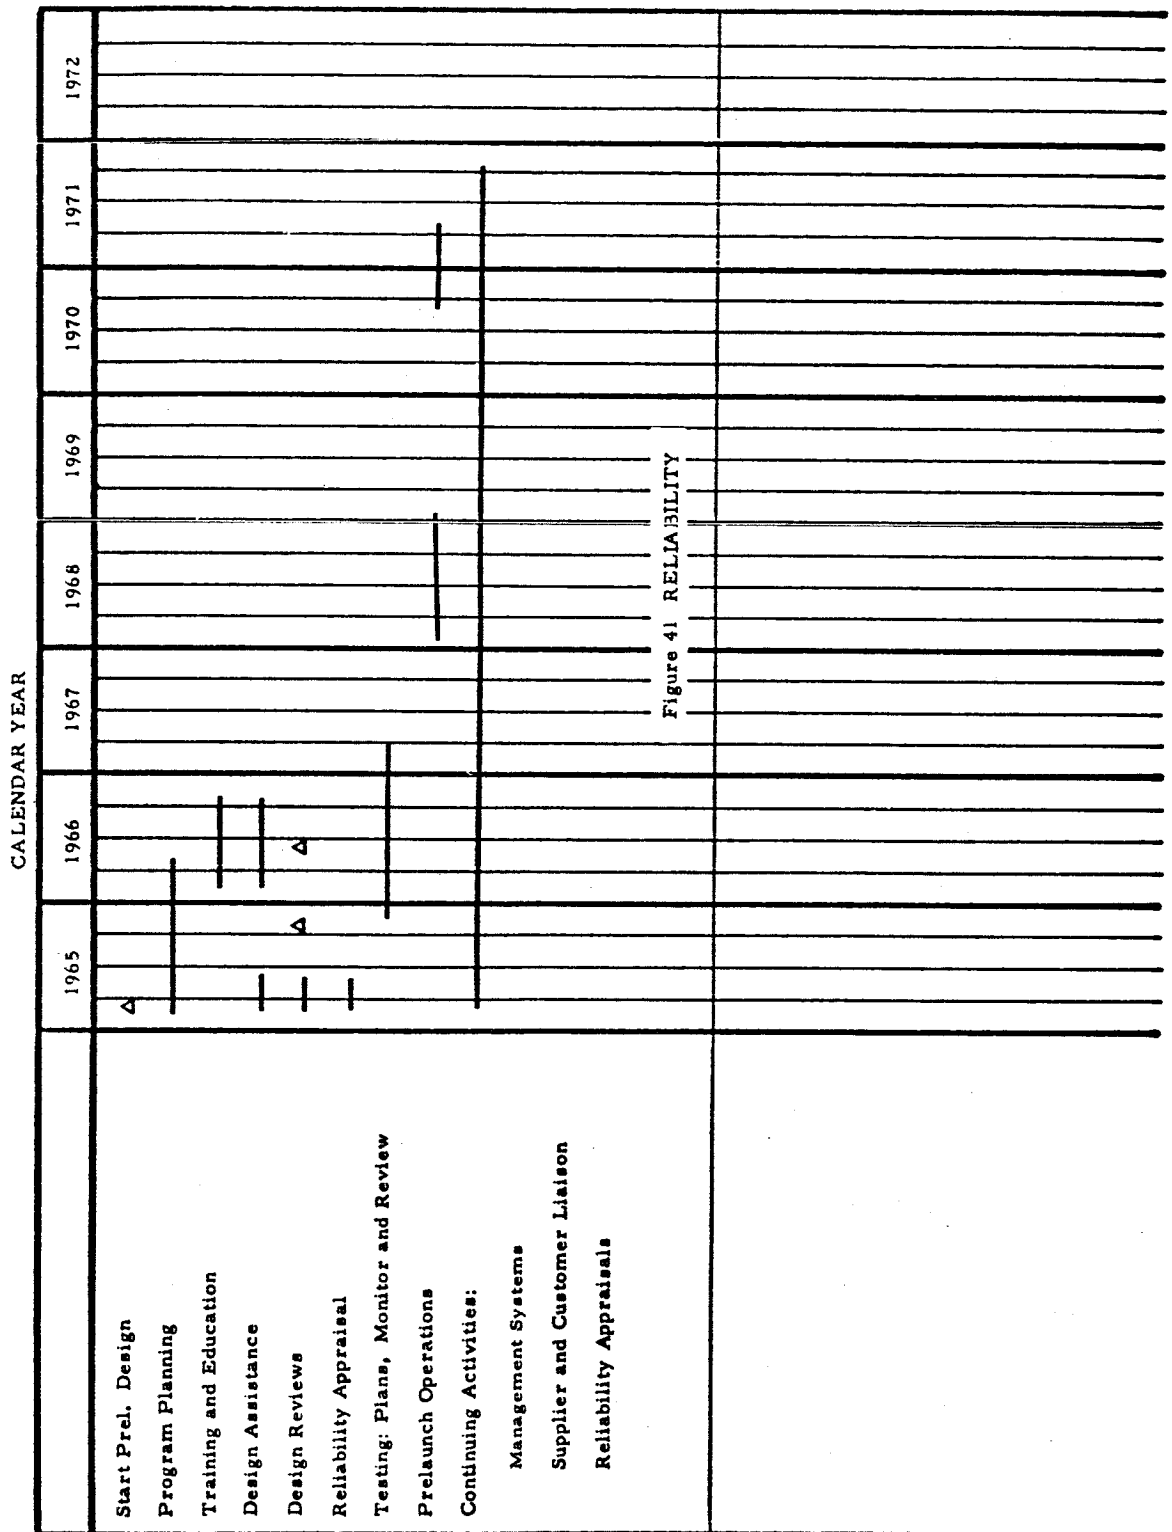 CALENDAR YEAR
1965 1966 1967 1968 1969 1970 1971 1972
Start Prel. Design
Program Planning
Training and Education
Design Assistance
Design Reviews
Reliability Appraisal
Testing: Plans, Monitor and Review
Prelaunch Operations
Continuing Activities:
Management Systems
Supplier and Customer Liaison
Reliability Appraisals
Figure 41 RELIABILITY